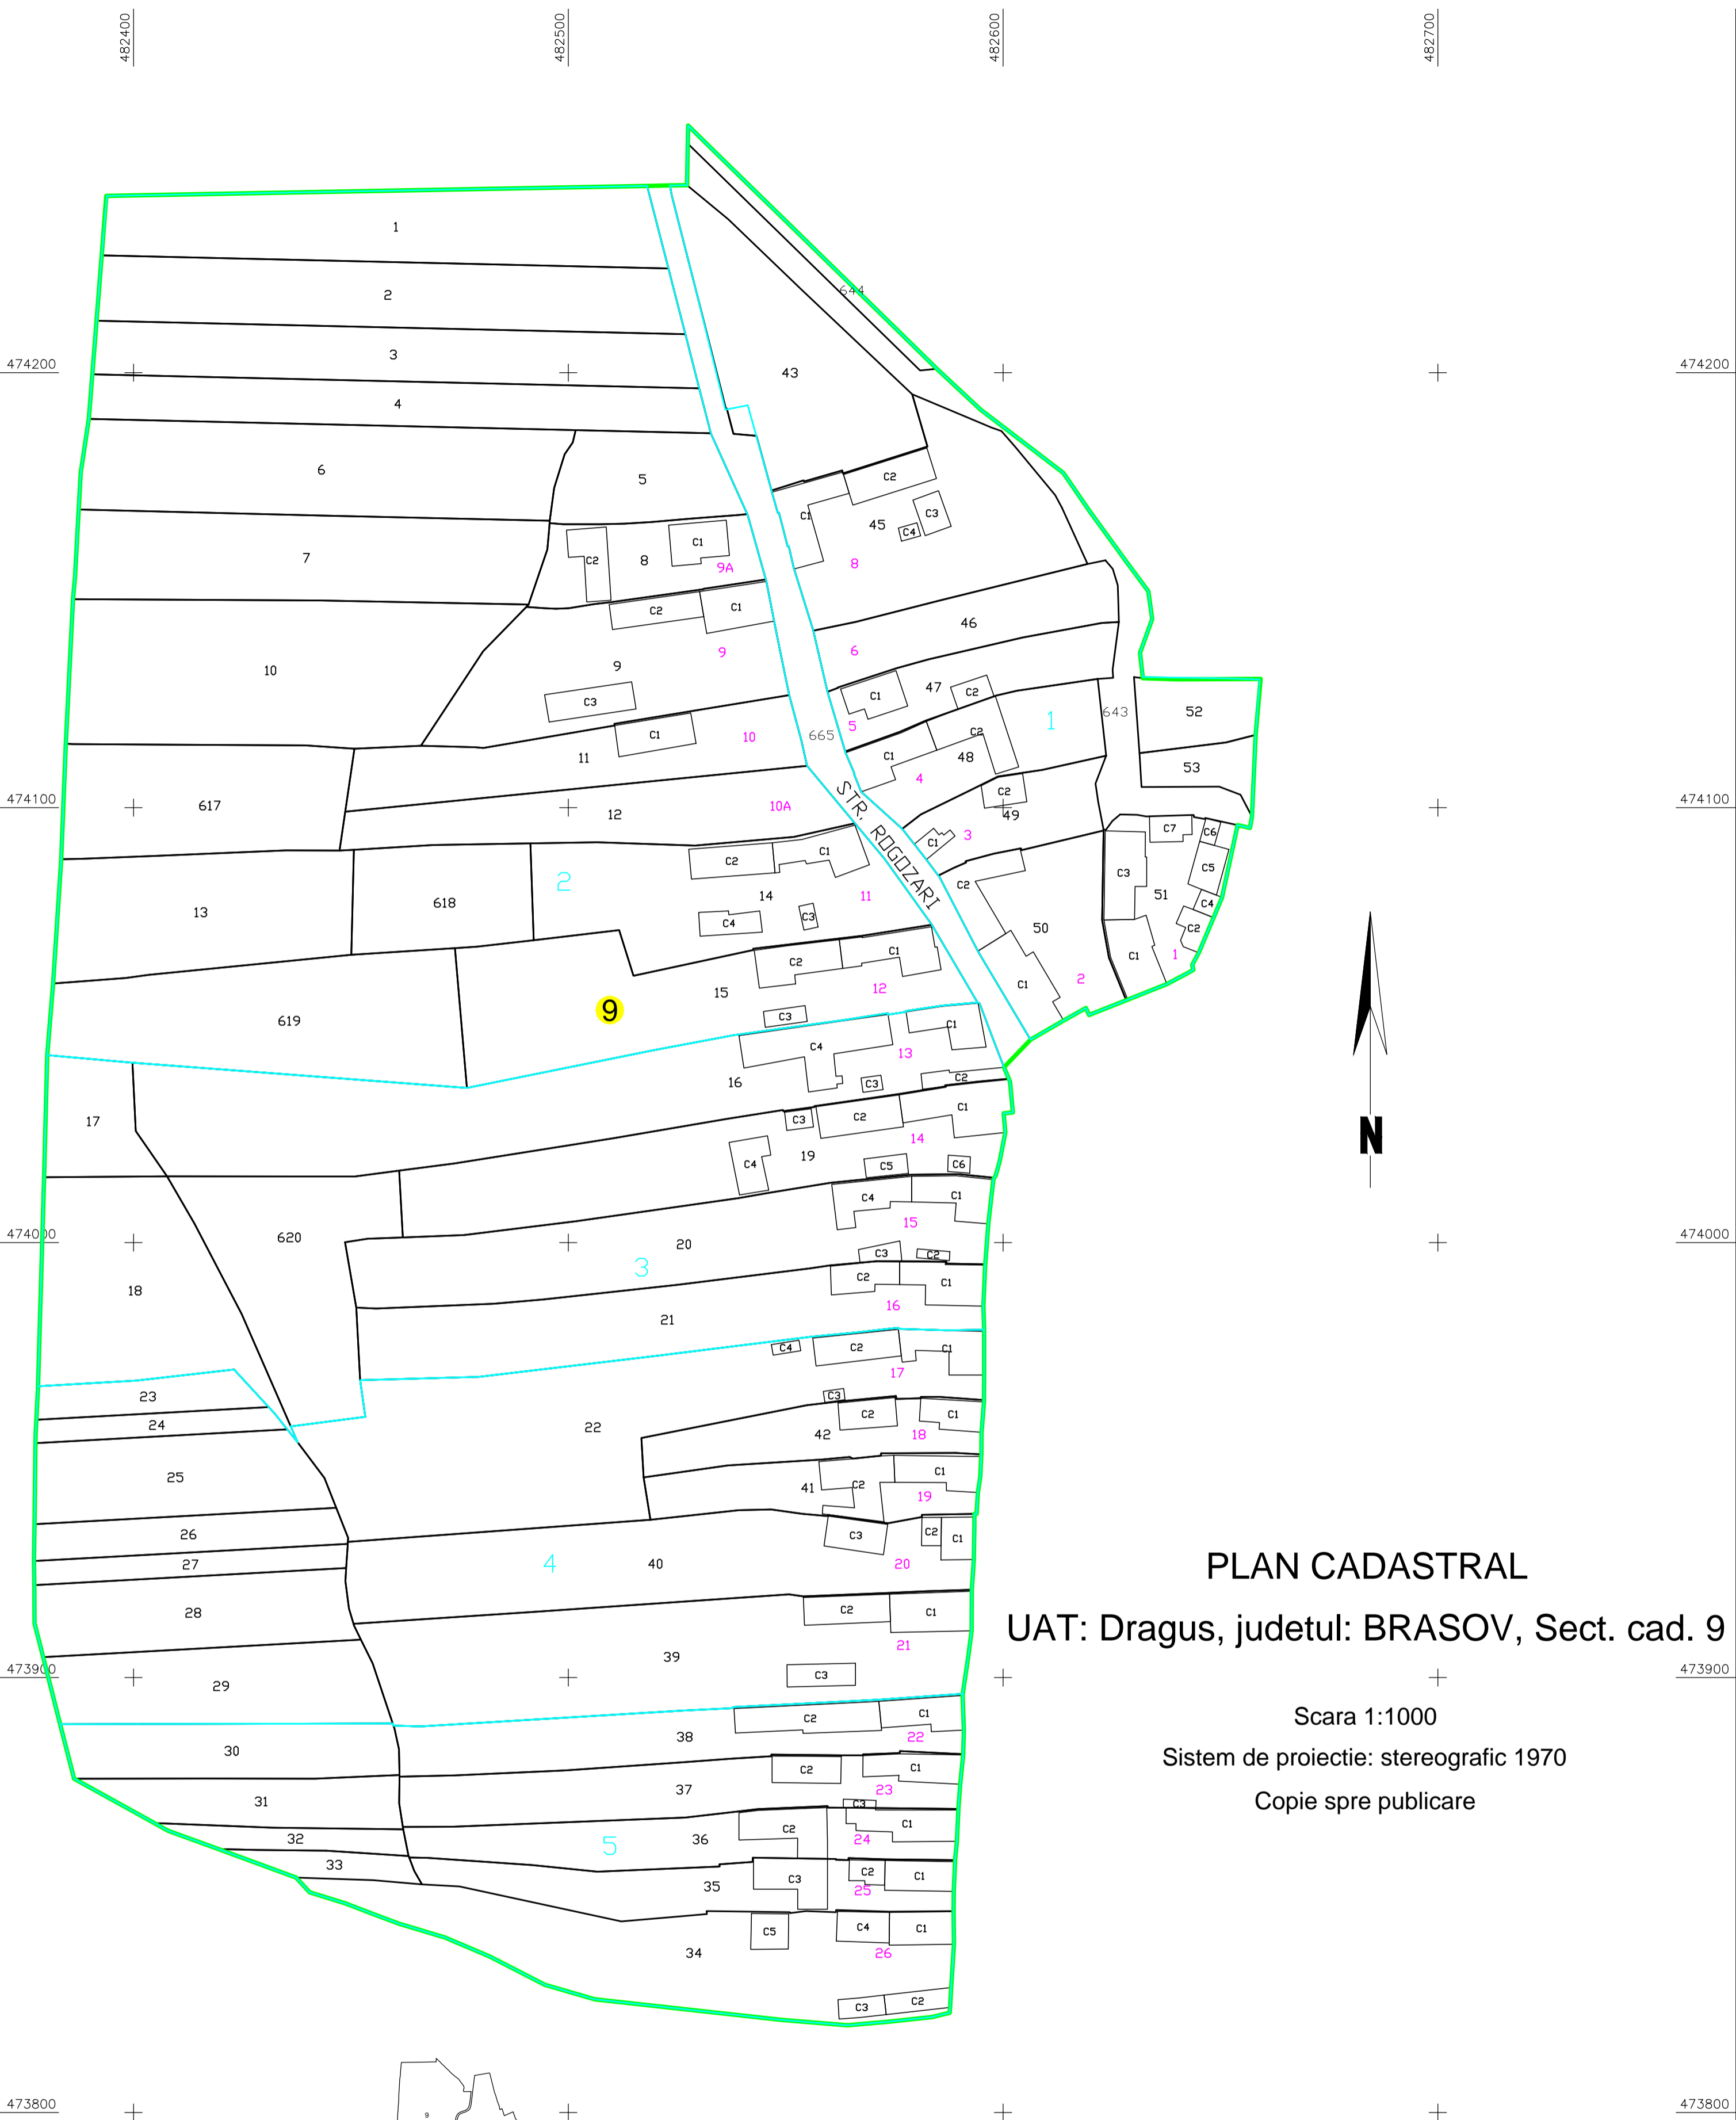 482400 482500 482600 482700
1
2
644
3
474200 43 474200
4
6 5
C2
C1 C3
45 C4
C1
7 C2 8 9A 8
C2 C1
46
10 9 9 6
47 C2
C3 C1
52
5 1 643
C1 10 665 C2
11 C1 48 53
4
617 10A 474100
474100 12 C2
49
STR. ROGOZARI
3 C7 C6
C1
C2 C1 C5
2 C3
14 11 C2 51
618 C4
13 C4 C3 50 C2
C1 C1 1
C2
12 2
15 C1
9 C3
619 C1
C4 13
16 C3 C2
17 C3 C2 C1
14
19
C4 C5 C6
C4 C1
15
620 20
474000 C3 C2 474000
3
C2 C1
18 16
21
C4 C2 C1
17
23 C3
24 22 C2 C1
42 18
25 C1
41 C2 19
26 C3 C2 C1
27 4 40 20
28 C2 C1
21
39
473900 C3 473900
29
C2 C1
38 22
30
C2 C1
37 23
31 C3
C2 C1
32 5 36 24
33 C3 C2 C1
35 25
C5 C4 C1
34 26
C3 C2
N
PLAN CADASTRAL
UAT: Dragus, judetul: BRASOV, Sect. cad. 9
Scara 1:1000
Sistem de proiectie: stereografic 1970
Copie spre publicare
473800 9 473800